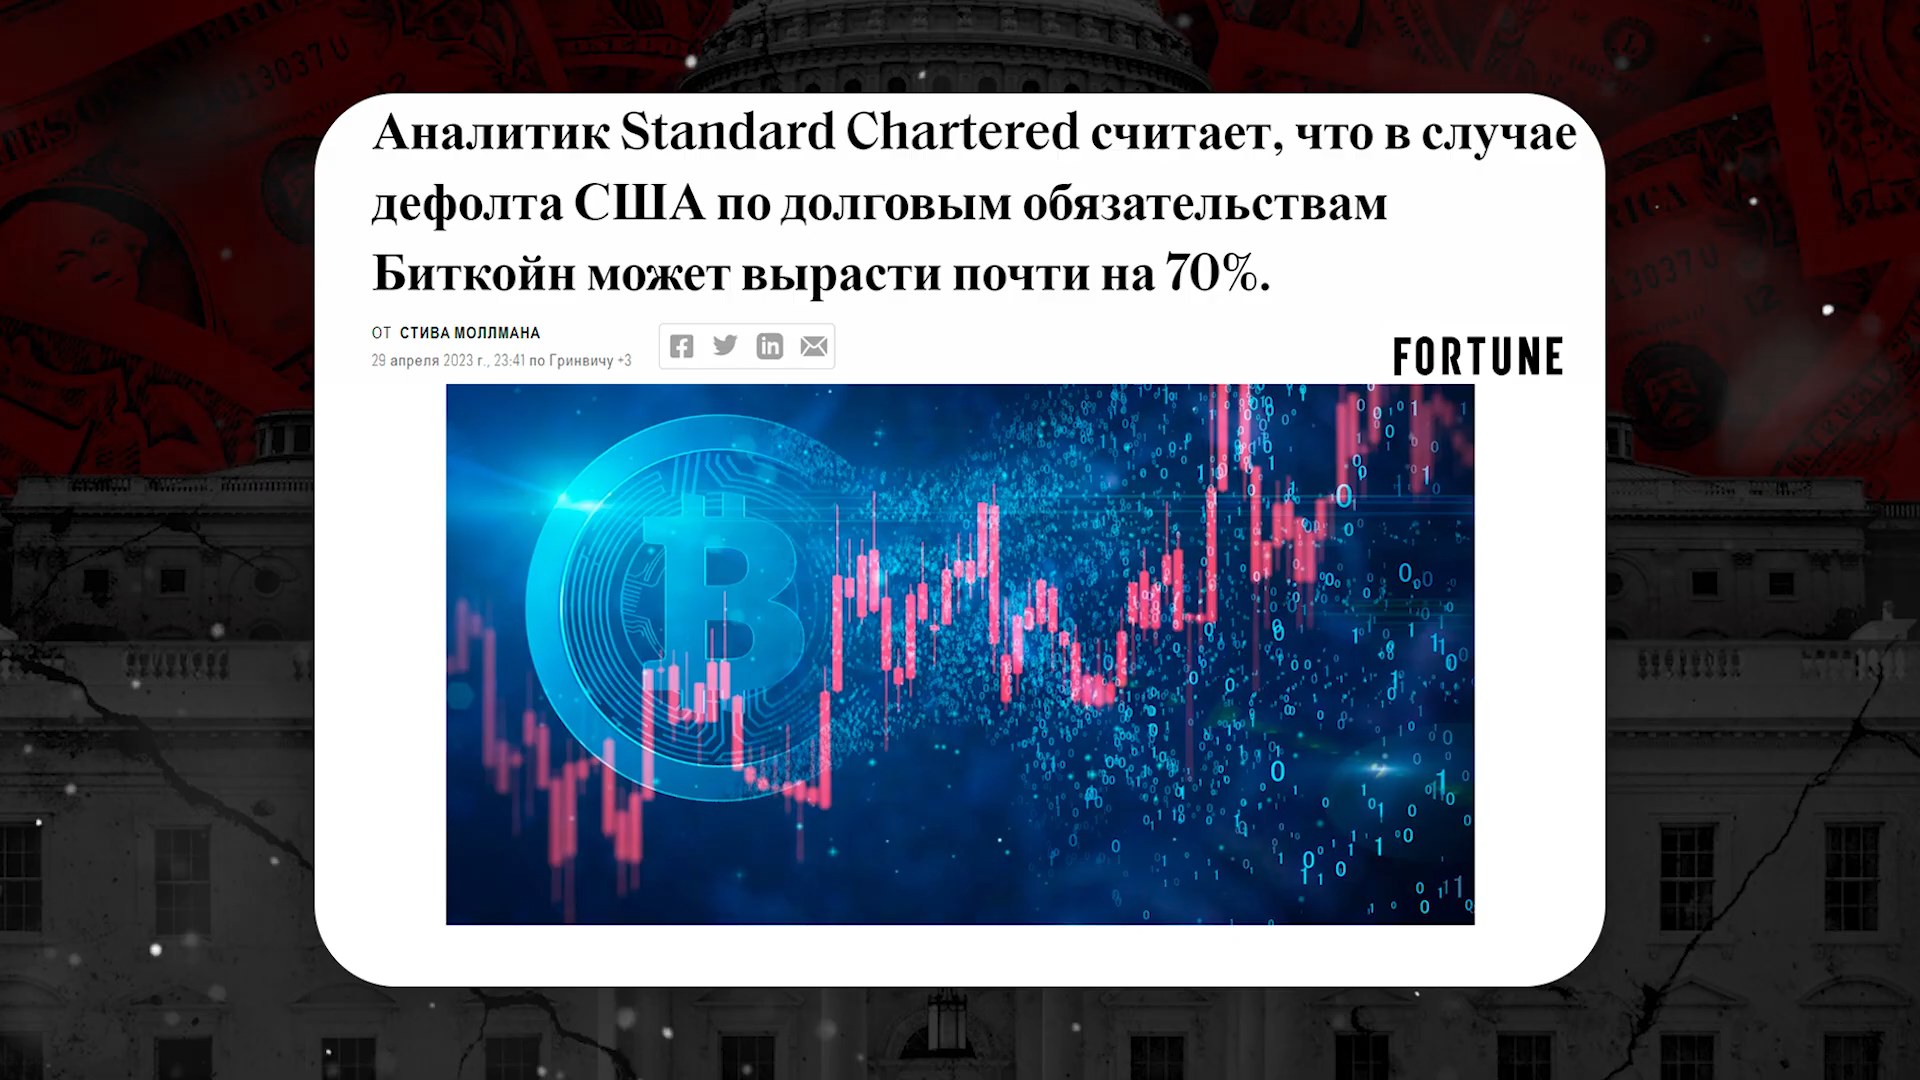 Аналитик Standard Chartered считает, что в случае
дефолта США по долговым обязательствам
Биткойн может вырасти почти на 70%.
ОТ СТИВА МОЛЛМАНА
29 апреля 2023 г., 23:41 по Гринвичу +3
FORTUNE